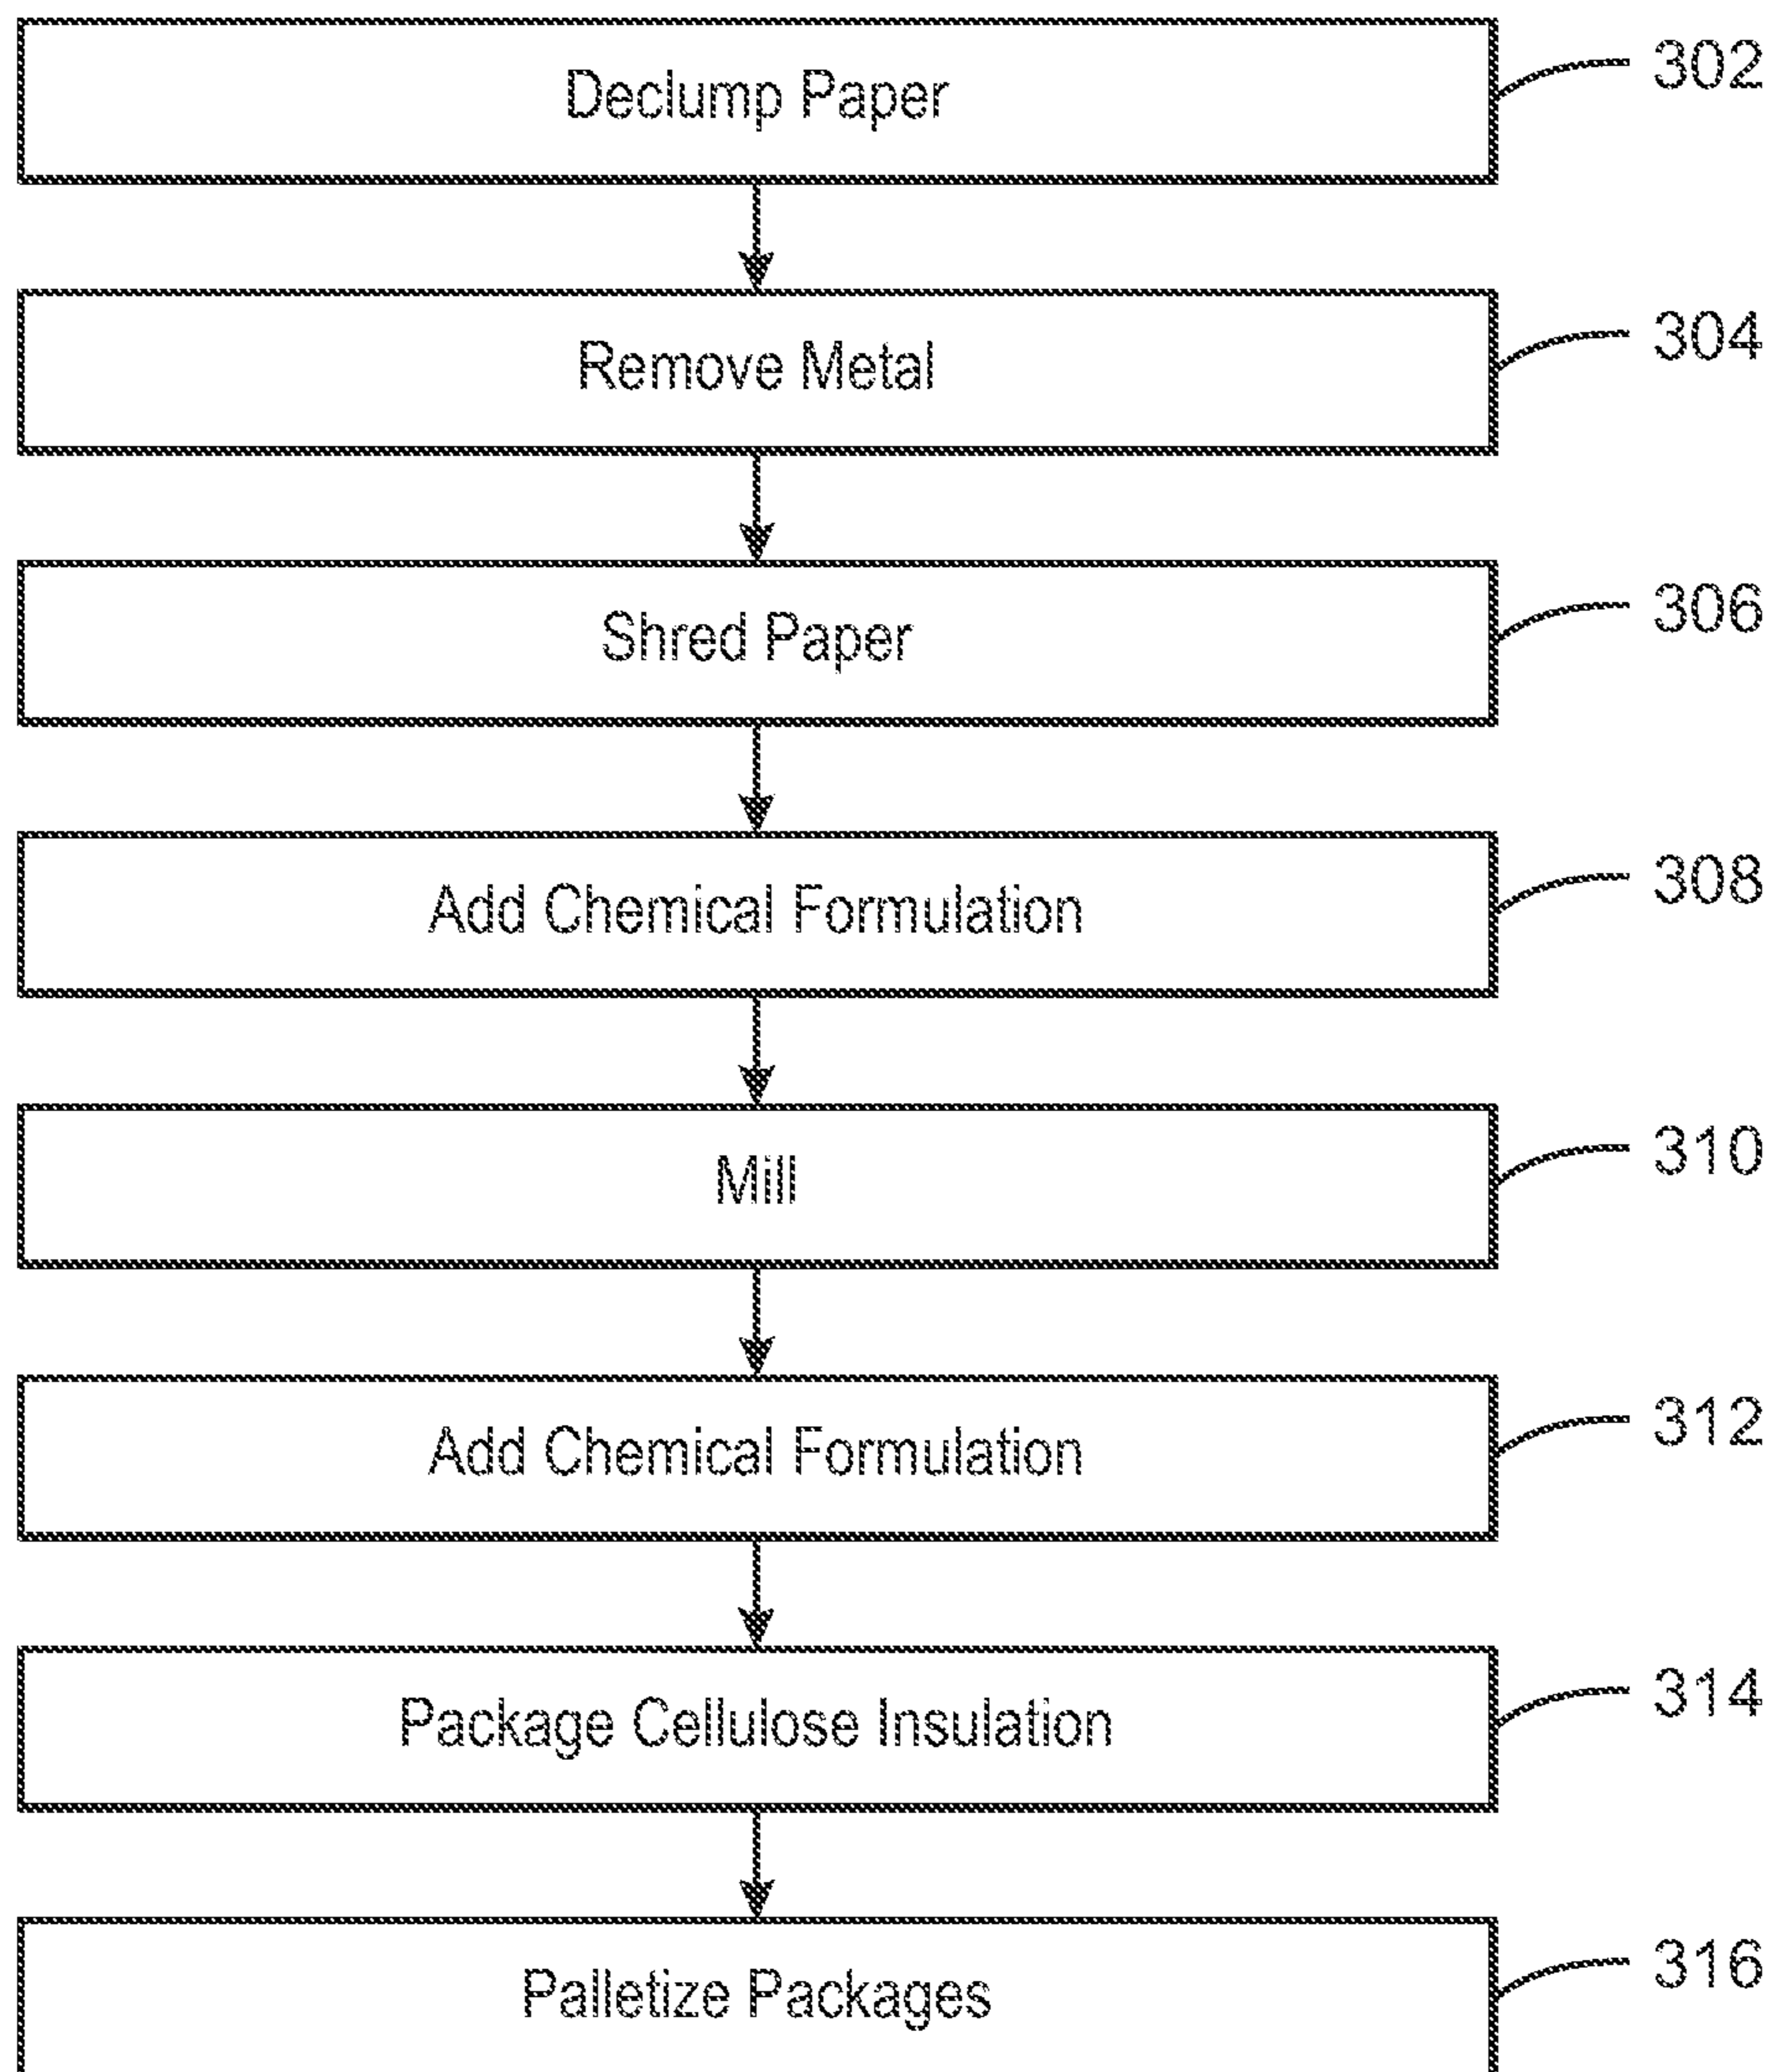 Declump Paper 302
Remove Metal 304
Shred Paper 306
Add Chemical Formulation 308
Mill 310
Add Chemical Formulation 312
Package Cellulose Insulation 314
Palletize Packages 316